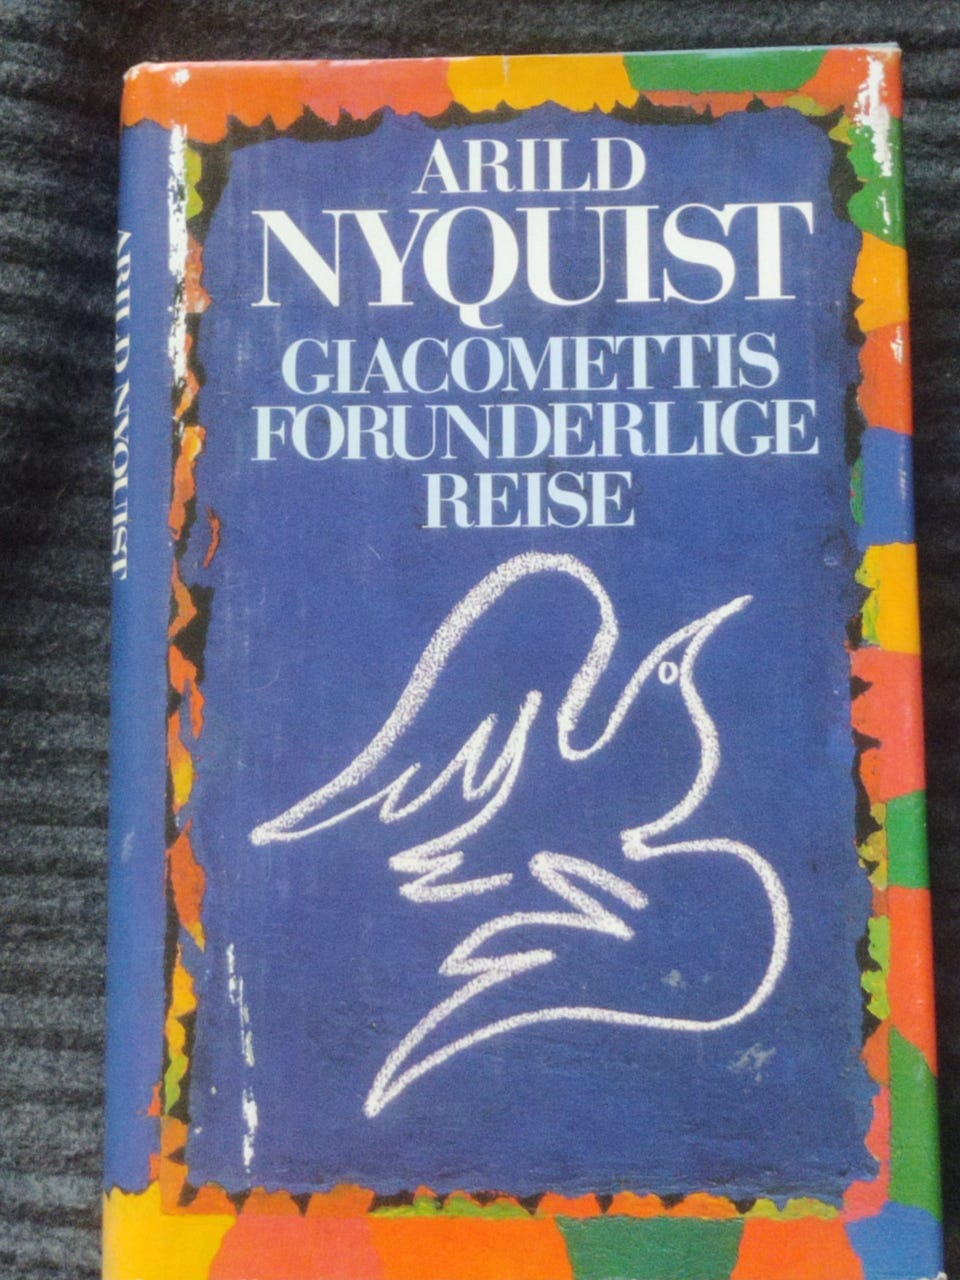 ARILD
NYQUIST
GIACOMETTIS
FORUNDERLIGE
REISE
ARILD NYQUIST